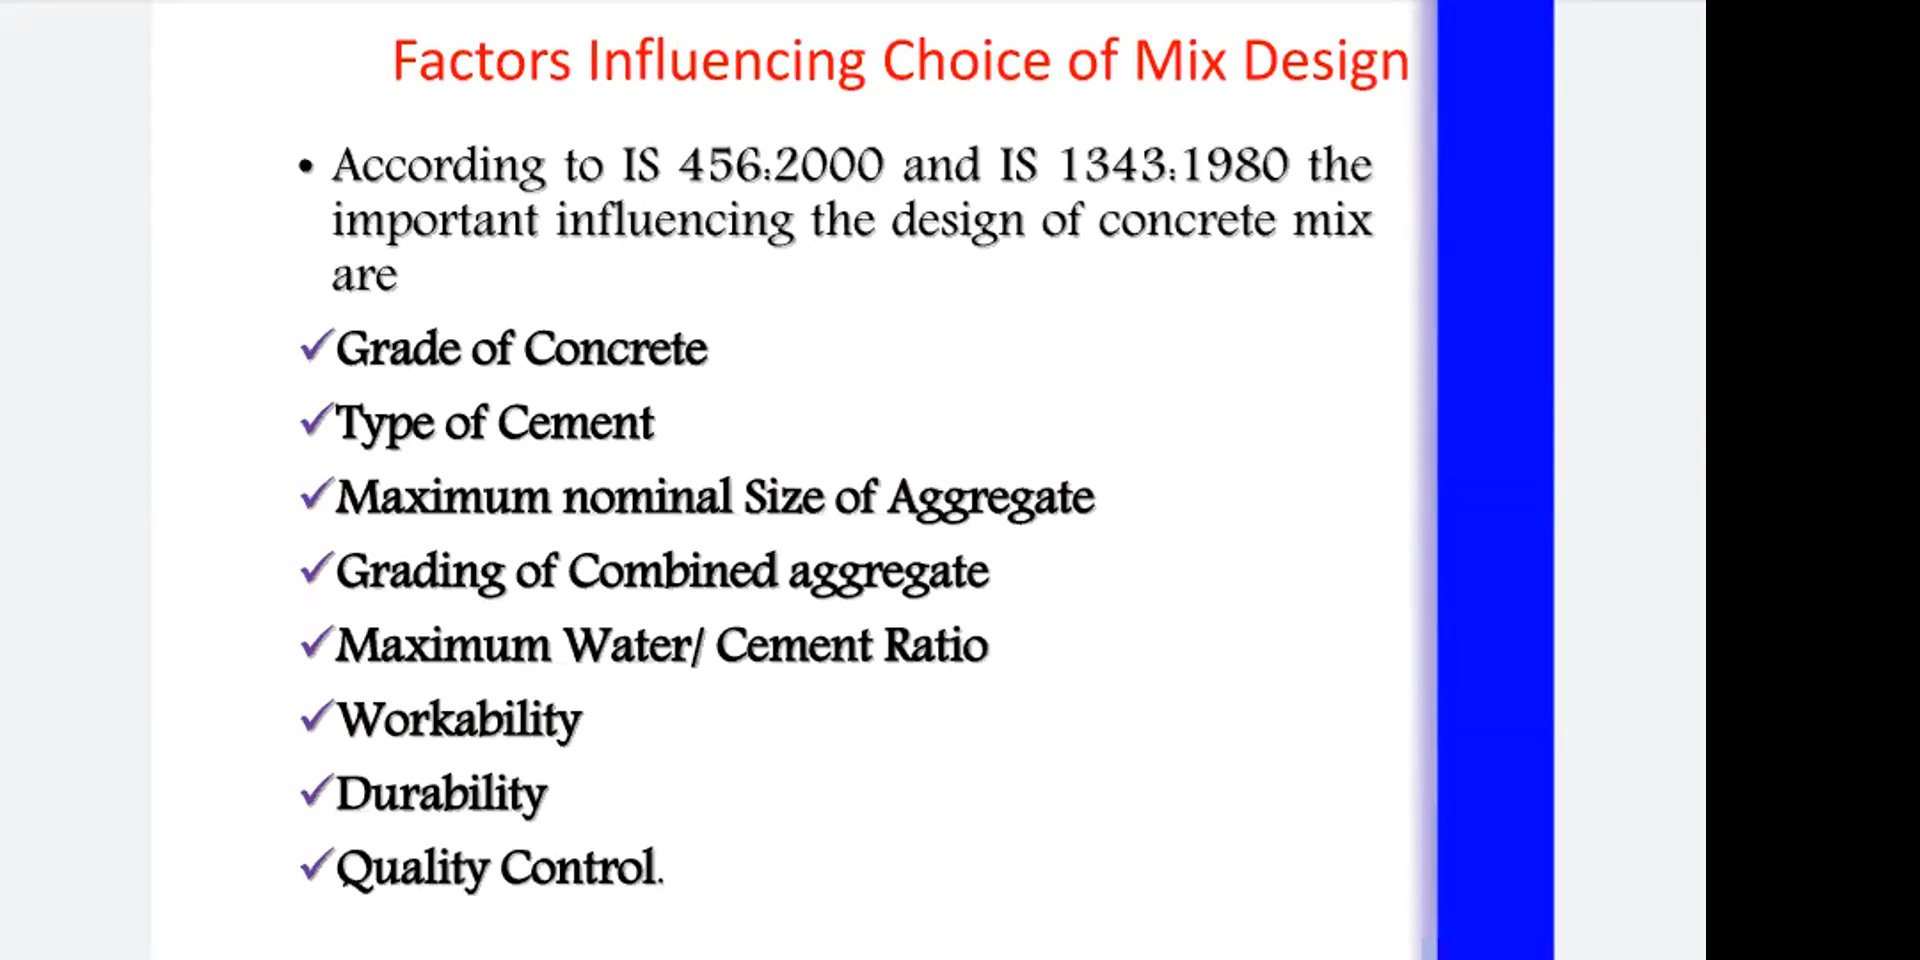 Factors Influencing Choice of Mix Design
• According to IS 456:2000 and IS 1343:1980 the
important influencing the design of concrete mix
are
✓Grade of Concrete
✓Type of Cement
✓Maximum nominal Size of Aggregate
✓Grading of Combined aggregate
✓Maximum Water/ Cement Ratio
✓Workability
✓Durability
✓Quality Control.